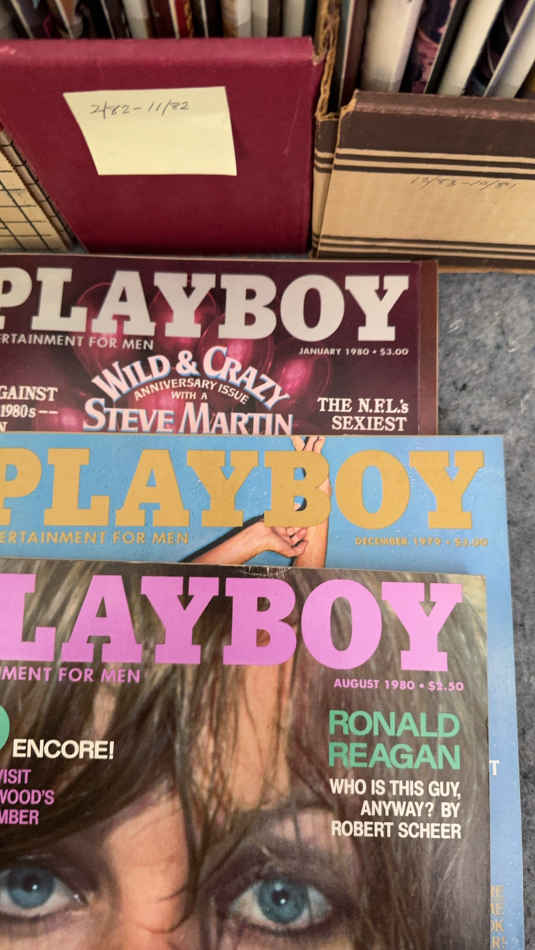 2/82-11/82
PLAYBOY
ERTAINMENT FOR MEN
JANUARY 1980 • $3.00
WILD & CRAZY
ANNIVERSARY ISSUE
WITH A
STEVE MARTIN
GAINST
1980s—
N
THE N.F.L.'s
SEXIEST
PLAYBOY
ERTAINMENT FOR MEN
DECEMBER 1979 • $3.00
LAYBOY
MENT FOR MEN
AUGUST 1980 • $2.50
ENCORE!
VISIT
WOOD'S
MBER
RONALD
REAGAN
WHO IS THIS GUY,
ANYWAY? BY
ROBERT SCHEER
T